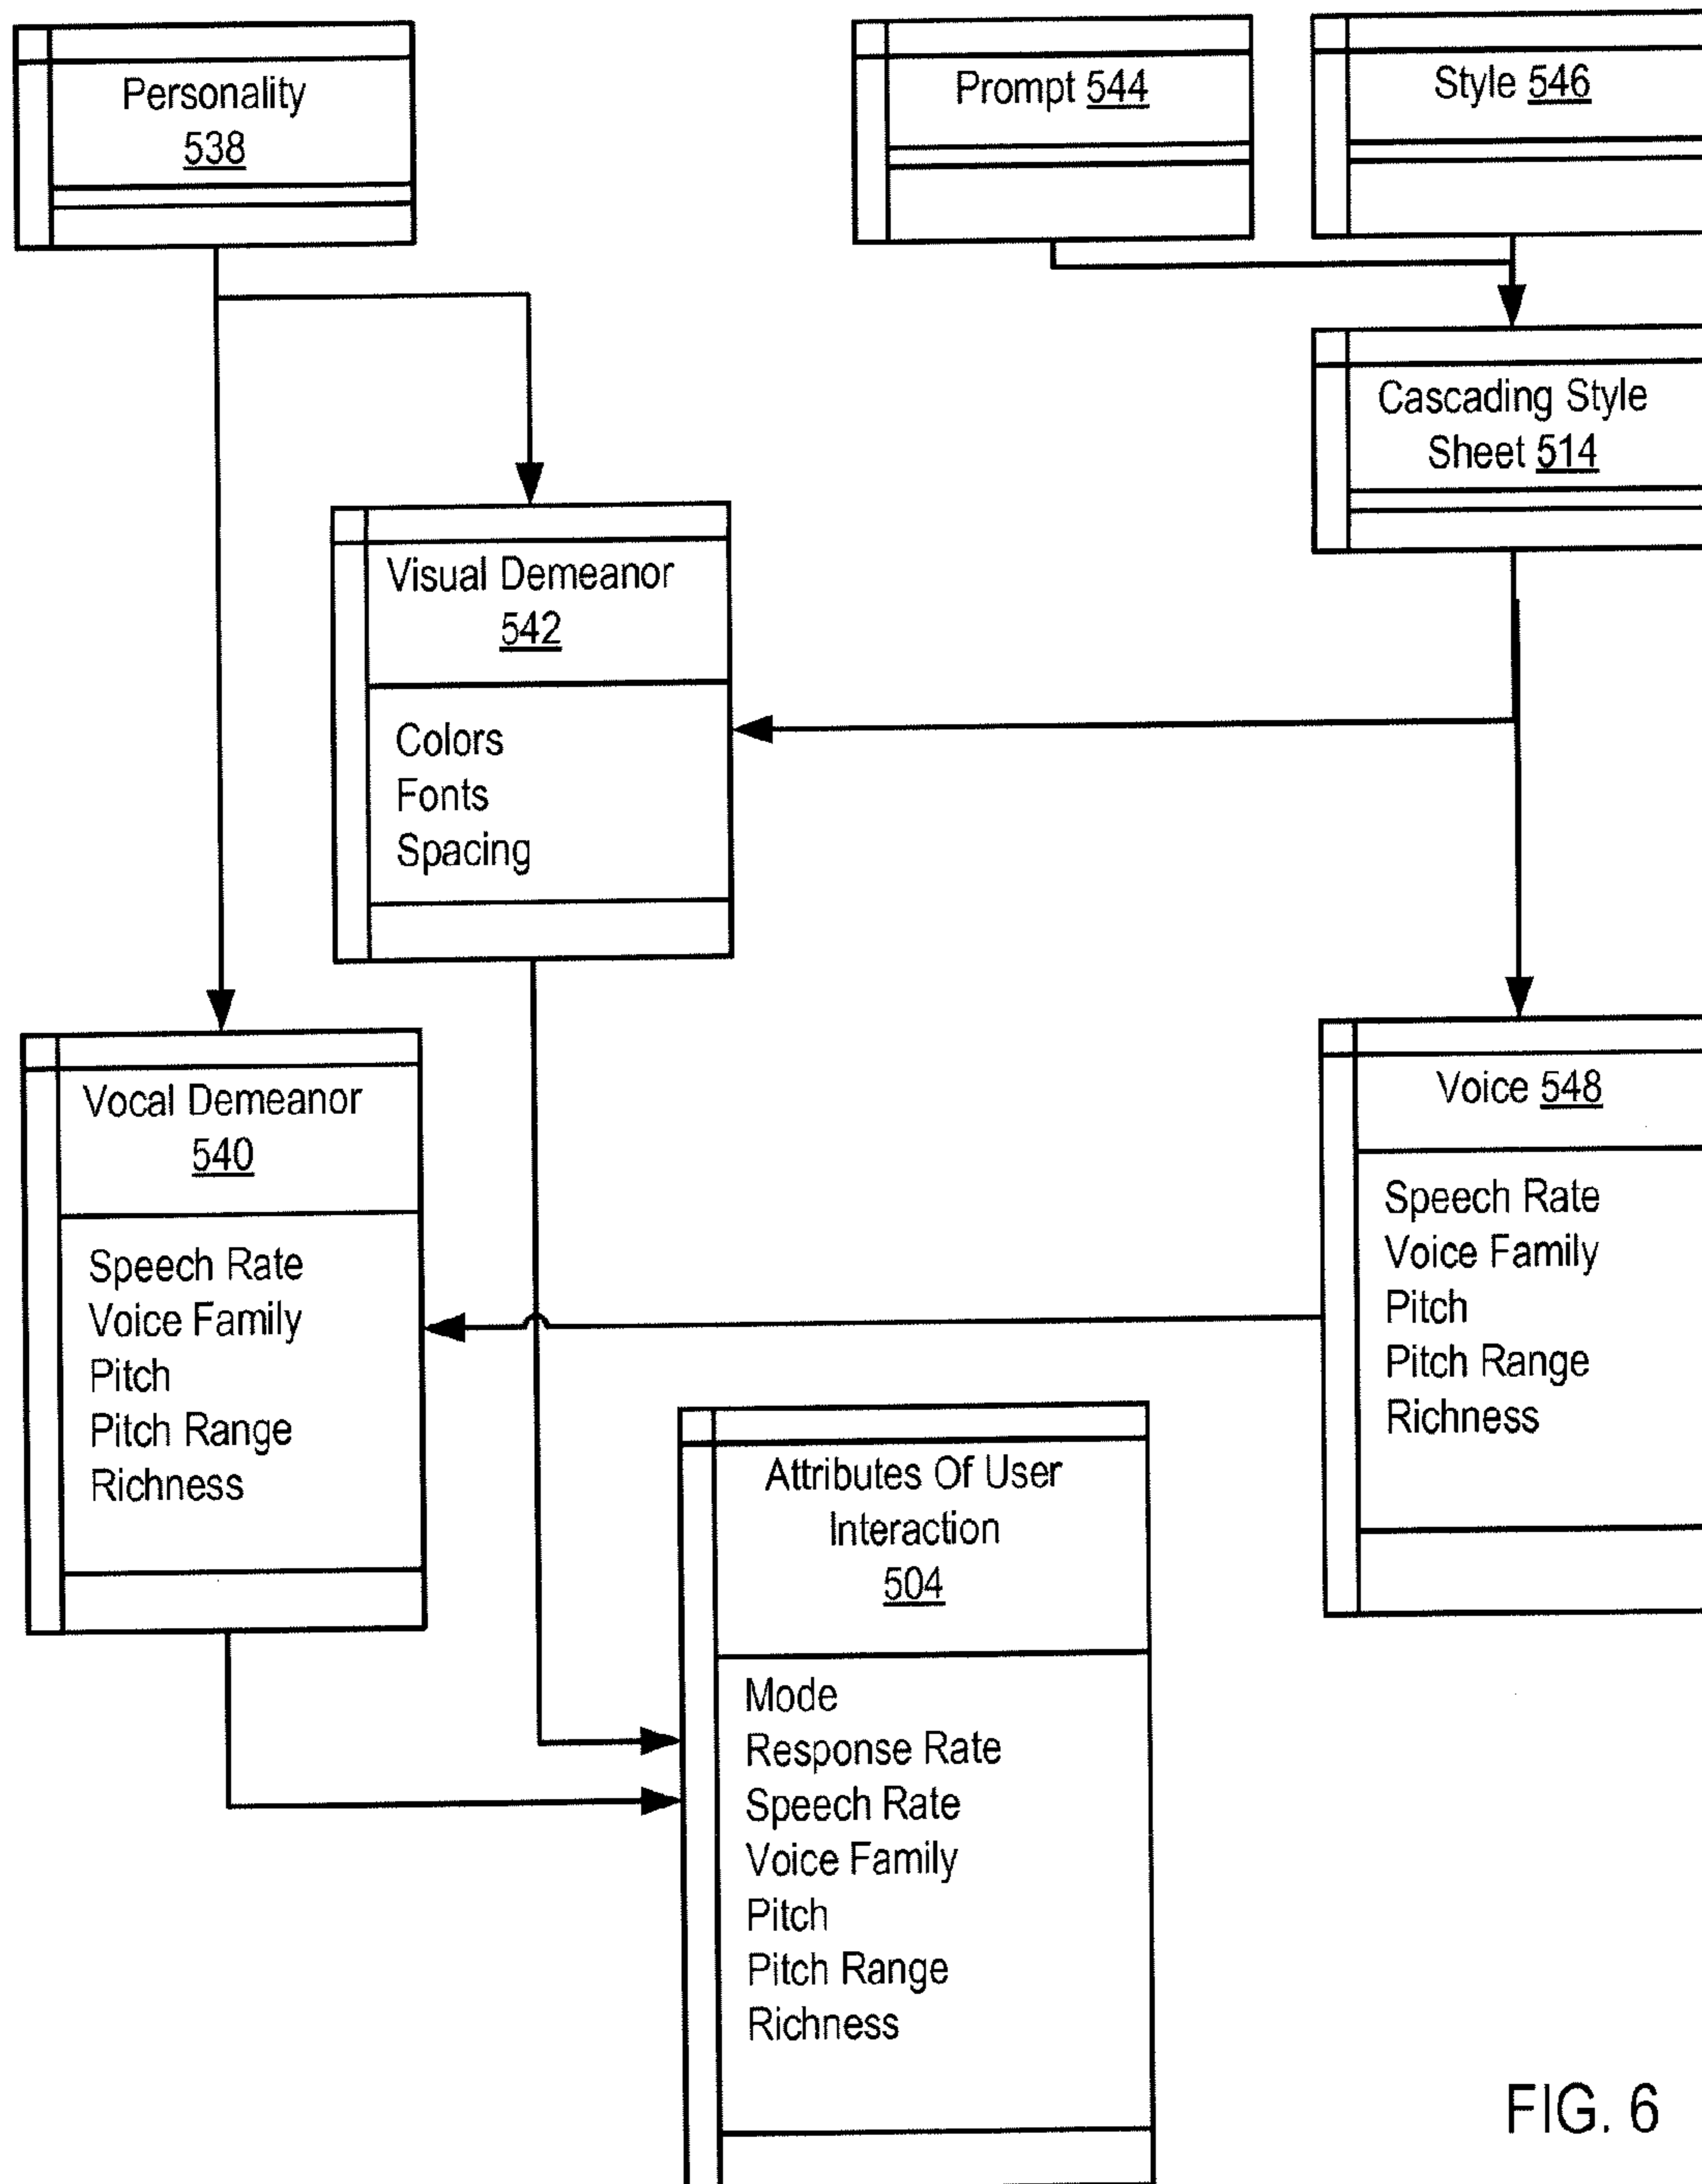 Personality
538
Prompt 544
Style 546
Cascading Style
Sheet 514
Visual Demeanor
542
Colors
Fonts
Spacing
Vocal Demeanor
540
Speech Rate
Voice Family
Pitch
Pitch Range
Richness
Voice 548
Speech Rate
Voice Family
Pitch
Pitch Range
Richness
Attributes Of User
Interaction
504
Mode
Response Rate
Speech Rate
Voice Family
Pitch
Pitch Range
Richness
FIG. 6